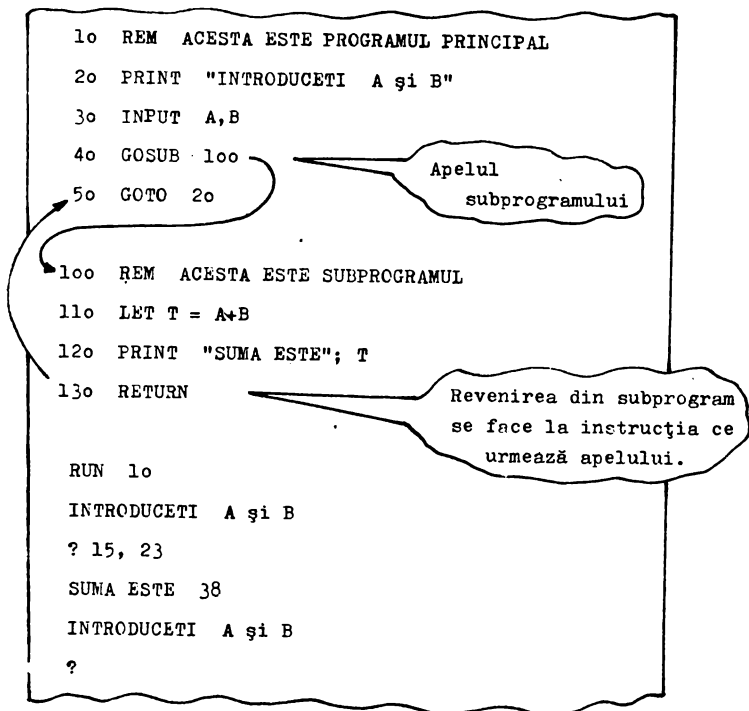 1o REM ACESTA ESTE PROGRAMUL PRINCIPAL
2o PRINT "INTRODUCETI A şi B"
3o INPUT A,B
4o GOSUB 1oo
Apelul
subprogramului
5o GOTO 2o
1oo REM ACESTA ESTE SUBPROGRAMUL
11o LET T = A+B
12o PRINT "SUMA ESTE"; T
13o RETURN
Revenirea din subprogram
se face la instrucţia ce
urmează apelului.
RUN 1o
INTRODUCETI A şi B
? 15, 23
SUMA ESTE 38
INTRODUCETI A şi B
?